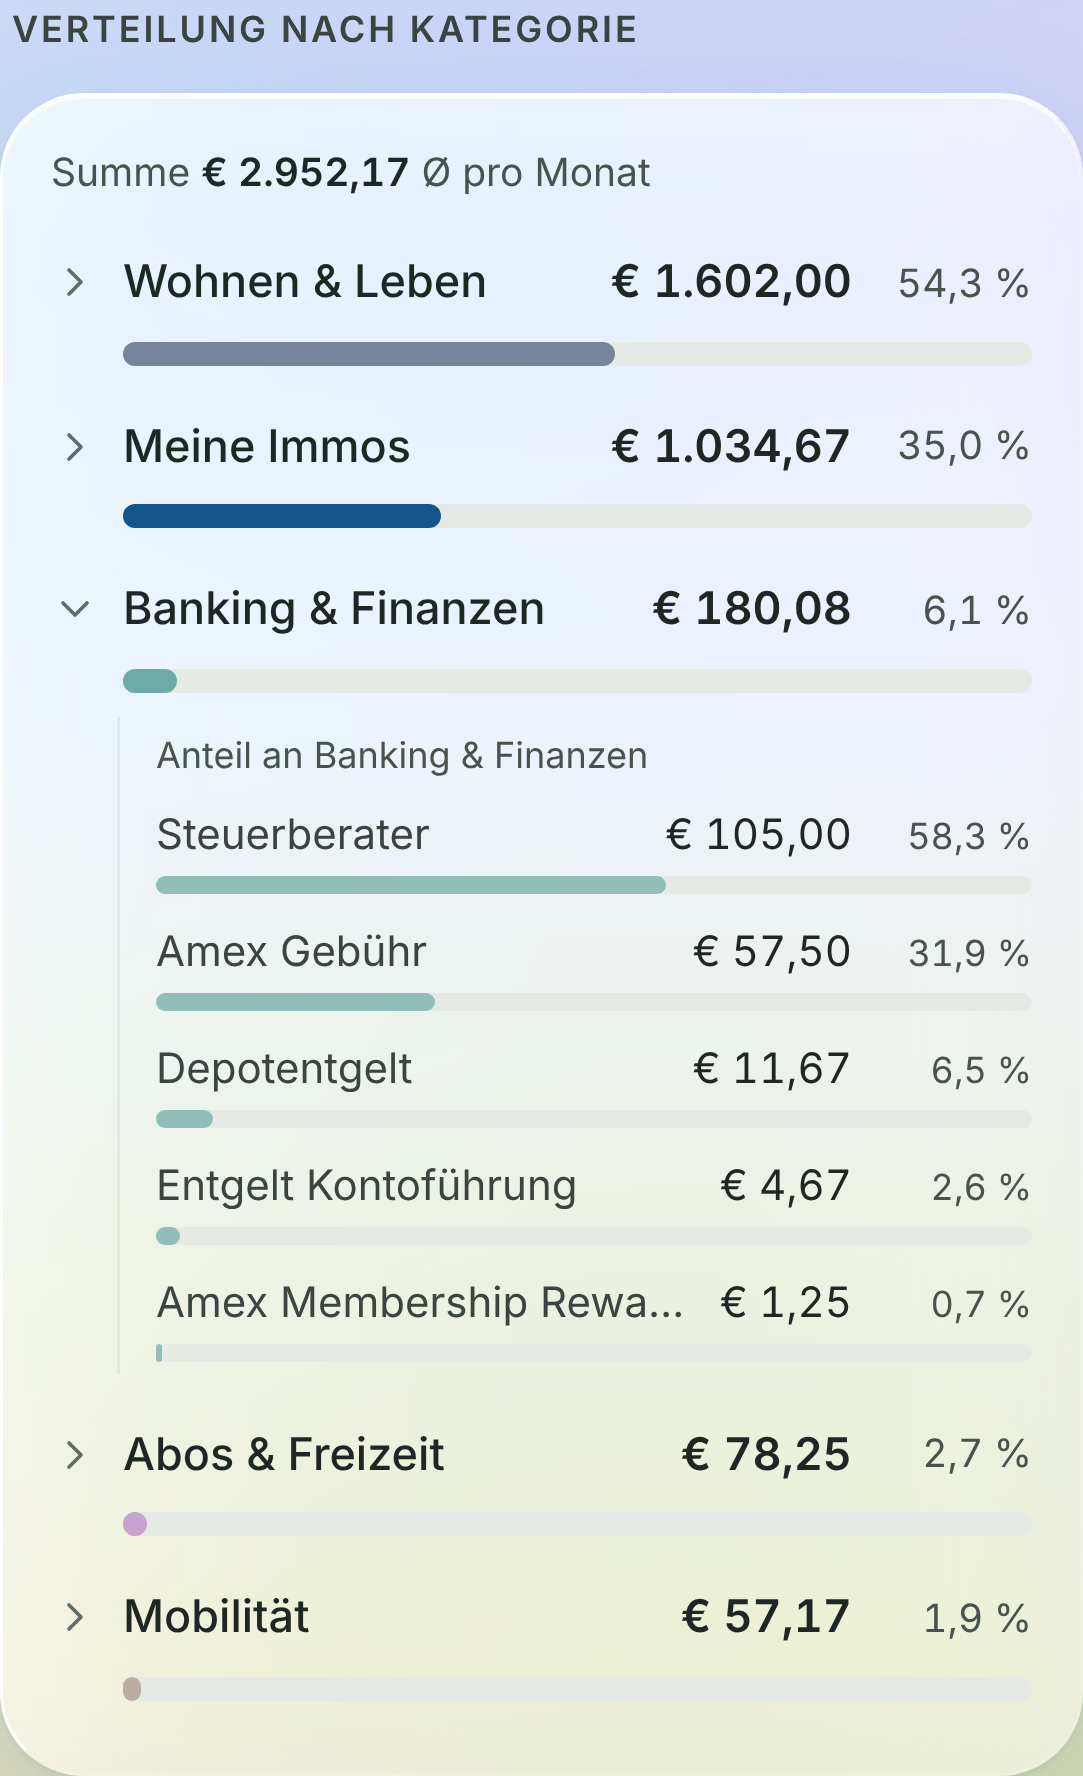 VERTEILUNG NACH KATEGORIE
Summe € 2.952,17 Ø pro Monat
Wohnen & Leben € 1.602,00 54,3 %
Meine Immos € 1.034,67 35,0 %
Banking & Finanzen € 180,08 6,1 %
Anteil an Banking & Finanzen
Steuerberater € 105,00 58,3 %
Amex Gebühr € 57,50 31,9 %
Depotentgelt € 11,67 6,5 %
Entgelt Kontoführung € 4,67 2,6 %
Amex Membership Rewa... € 1,25 0,7 %
Abos & Freizeit € 78,25 2,7 %
Mobilität € 57,17 1,9 %